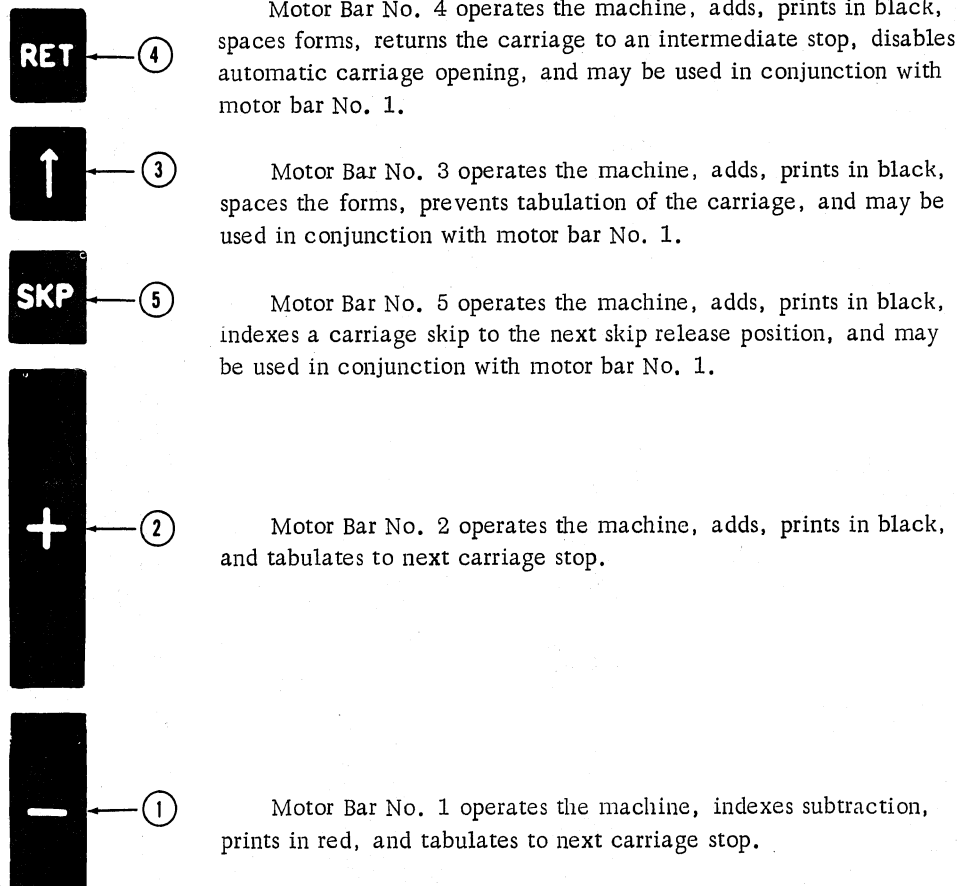 Motor Bar No. 4 operates the machine, adds, prints in black,
RET 4 spaces forms, returns the carriage to an intermediate stop, disables
automatic carriage opening, and may be used in conjunction with
motor bar No. 1.
↑ 3 Motor Bar No. 3 operates the machine, adds, prints in black,
spaces the forms, prevents tabulation of the carriage, and may be
used in conjunction with motor bar No. 1.
SKP 5 Motor Bar No. 5 operates the machine, adds, prints in black,
indexes a carriage skip to the next skip release position, and may
be used in conjunction with motor bar No. 1.
+ 2 Motor Bar No. 2 operates the machine, adds, prints in black,
and tabulates to next carriage stop.
— 1 Motor Bar No. 1 operates the machine, indexes subtraction,
prints in red, and tabulates to next carriage stop.